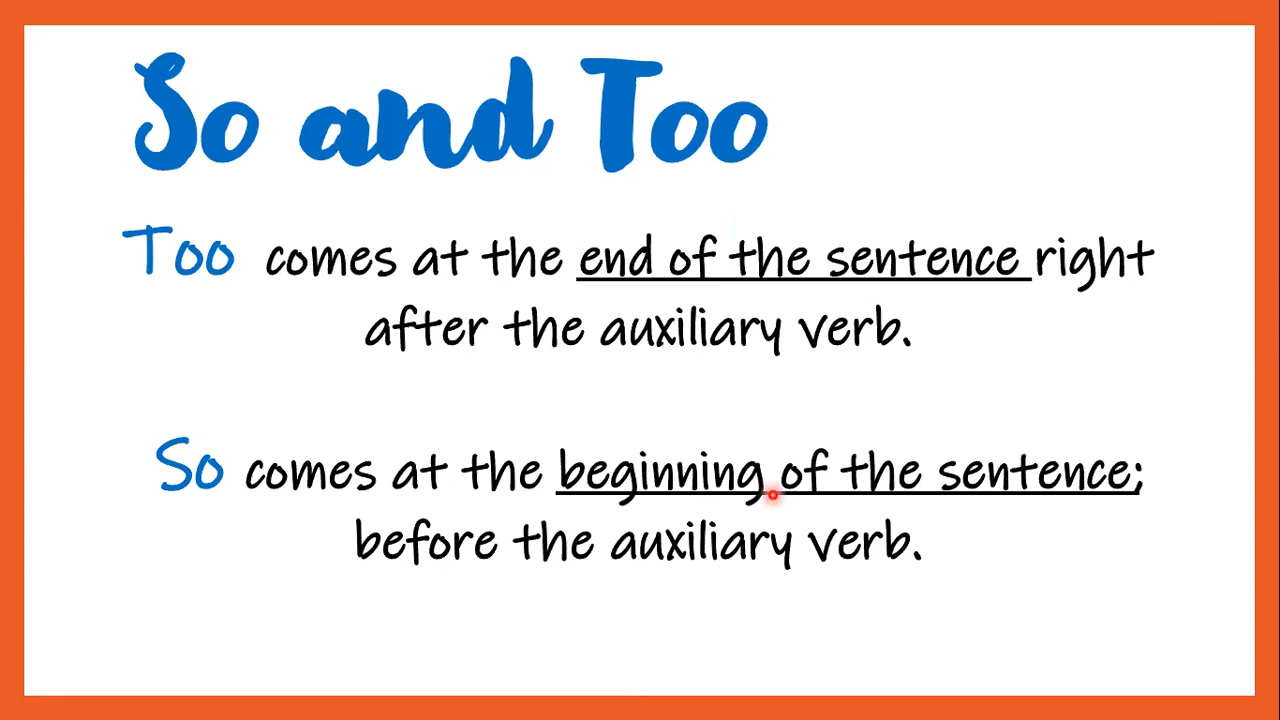 So and Too
Too comes at the end of the sentence right
after the auxiliary verb.
So comes at the beginning of the sentence;
before the auxiliary verb.